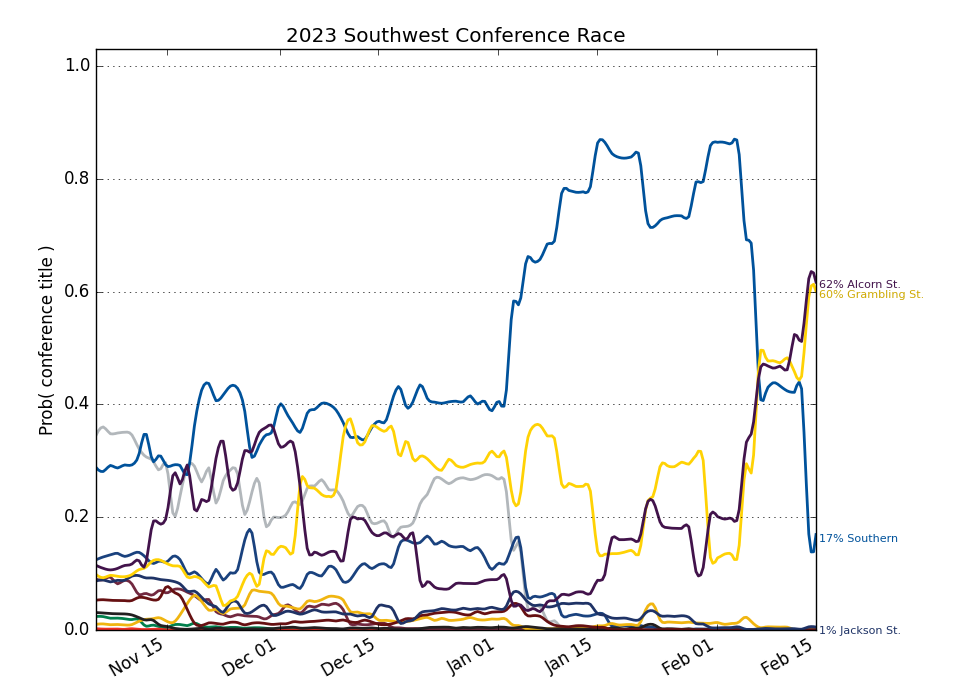 2023 Southwest Conference Race
Prob( conference title )
1.0
0.8
0.6
0.4
0.2
0.0
62% Alcorn St.
60% Grambling St.
17% Southern
1% Jackson St.
Nov 15
Dec 01
Dec 15
Jan 01
Jan 15
Feb 01
Feb 15